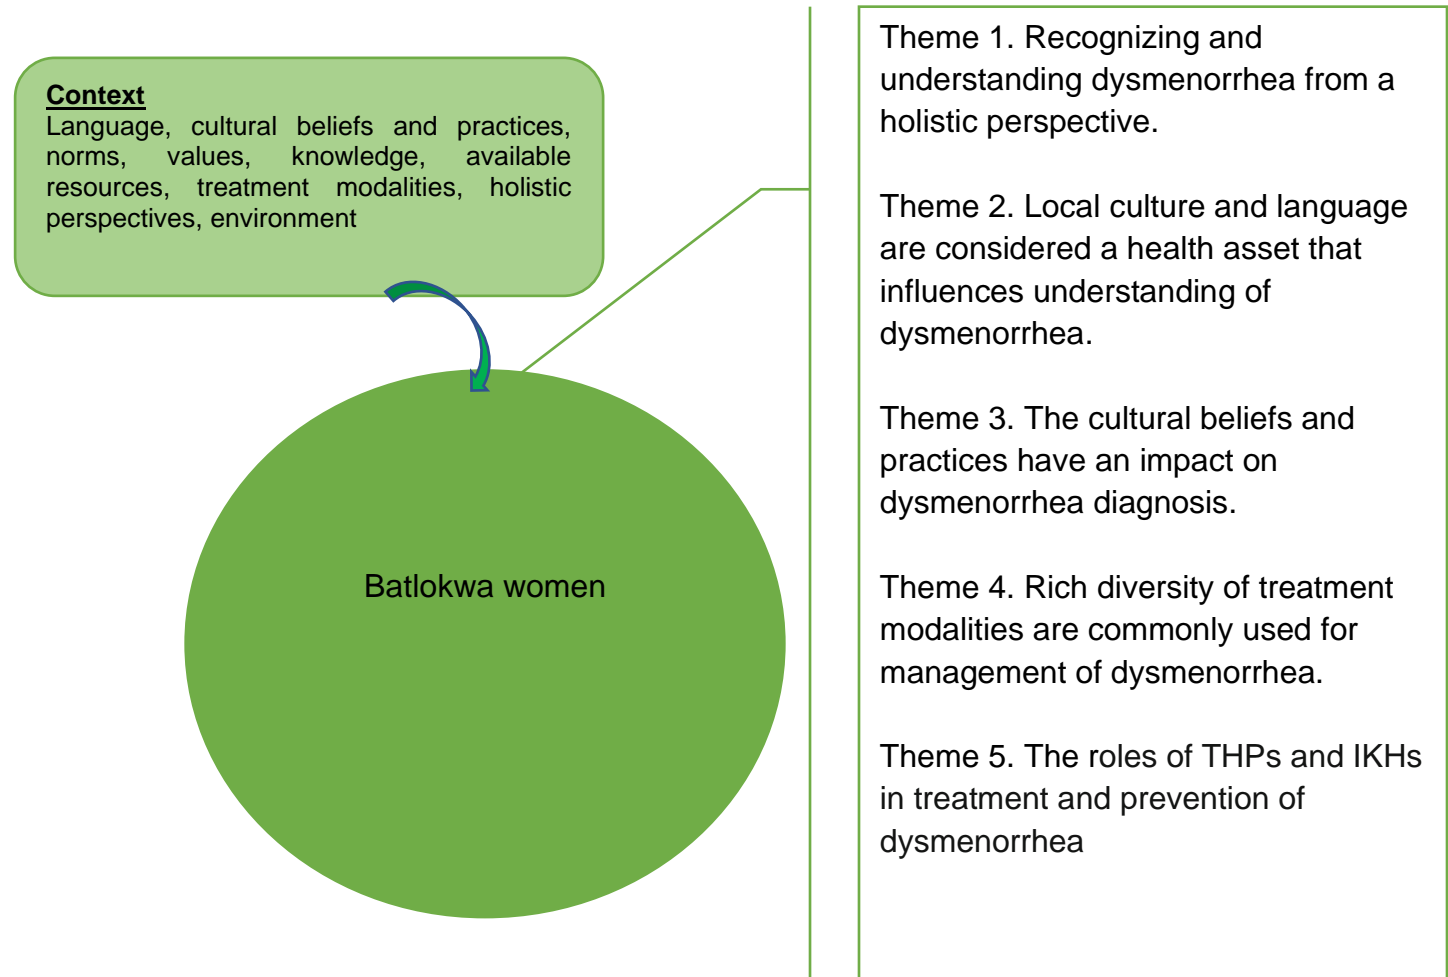 Context
Language, cultural beliefs and practices,
norms, values, knowledge, available
resources, treatment modalities, holistic
perspectives, environment
Batlokwa women
Theme 1. Recognizing and
understanding dysmenorrhea from a
holistic perspective.
Theme 2. Local culture and language
are considered a health asset that
influences understanding of
dysmenorrhea.
Theme 3. The cultural beliefs and
practices have an impact on
dysmenorrhea diagnosis.
Theme 4. Rich diversity of treatment
modalities are commonly used for
management of dysmenorrhea.
Theme 5. The roles of THPs and IKHs
in treatment and prevention of
dysmenorrhea